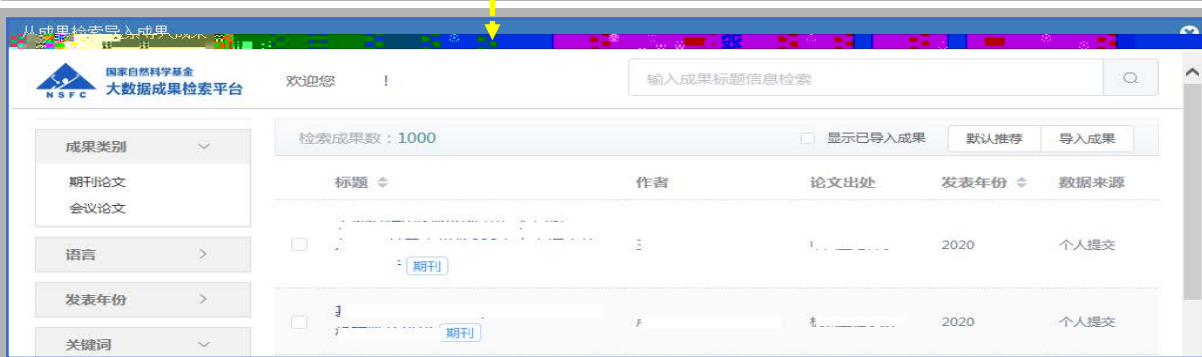 从成果检索导入成果
国家自然科学基金
大数据成果检索平台
NSFC
欢迎您 !
输入成果标题信息检索
成果类别
期刊论文
会议论文
语言
发表年份
关键词
检索成果数：1000
显示已导入成果
默认推荐
导入成果
标题 作者 论文出处 发表年份 数据来源
期刊
2020 个人提交
期刊
2020 个人提交